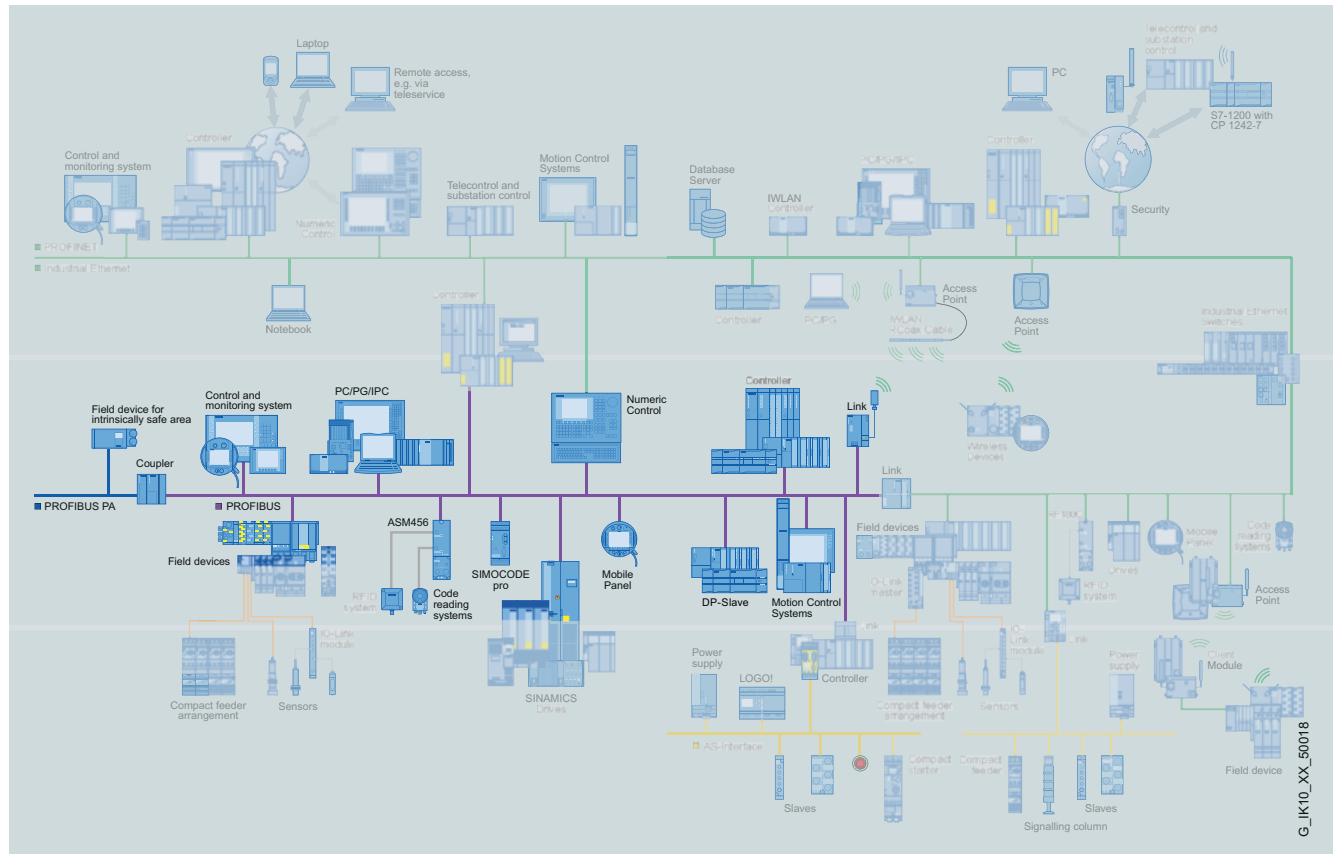 Laptop
Remote access,
e.g. via
teleservice
Controller
Control and
monitoring system
Numeric
Control
Telecontrol and
substation control
Motion Control
Systems
Database
Server
IWLAN
Controller
PC/PG/IPC
Controller
PC
Telecontrol and
substation
control
S7-1200 with
CP 1242-7
Security
PROFINET
Industrial Ethernet
Notebook
Controller
Controller
PC/PG
IWLAN
RCoax Cable
Access
Point
Access
Point
Industrial Ethernet
Switches
Field device for
intrinsically safe area
Coupler
Control and
monitoring system
PC/PG/IPC
Numeric
Control
Controller
Link
Wireless
Devices
Link
PROFIBUS PA
PROFIBUS
Field devices
ASM456
RFID
system
Code
reading
systems
SIMOCODE
pro
Mobile
Panel
DP-Slave
Motion Control
Systems
Field devices
IO-Link
master
RF180C
RFID
system
Drives
Mobile
Panel
Code
reading
systems
Access
Point
IO-Link
module
Compact feeder
arrangement
Sensors
SINAMICS
Drives
Link
Controller
Power
supply
LOGO!
Compact feeder
arrangement
Sensors
IO-
Link
module
Link
Power
supply
Client
Module
AS-Interface
Slaves
Compact
starter
Compact
feeder
Signalling column
Slaves
Field device
G_IK10_XX_50018